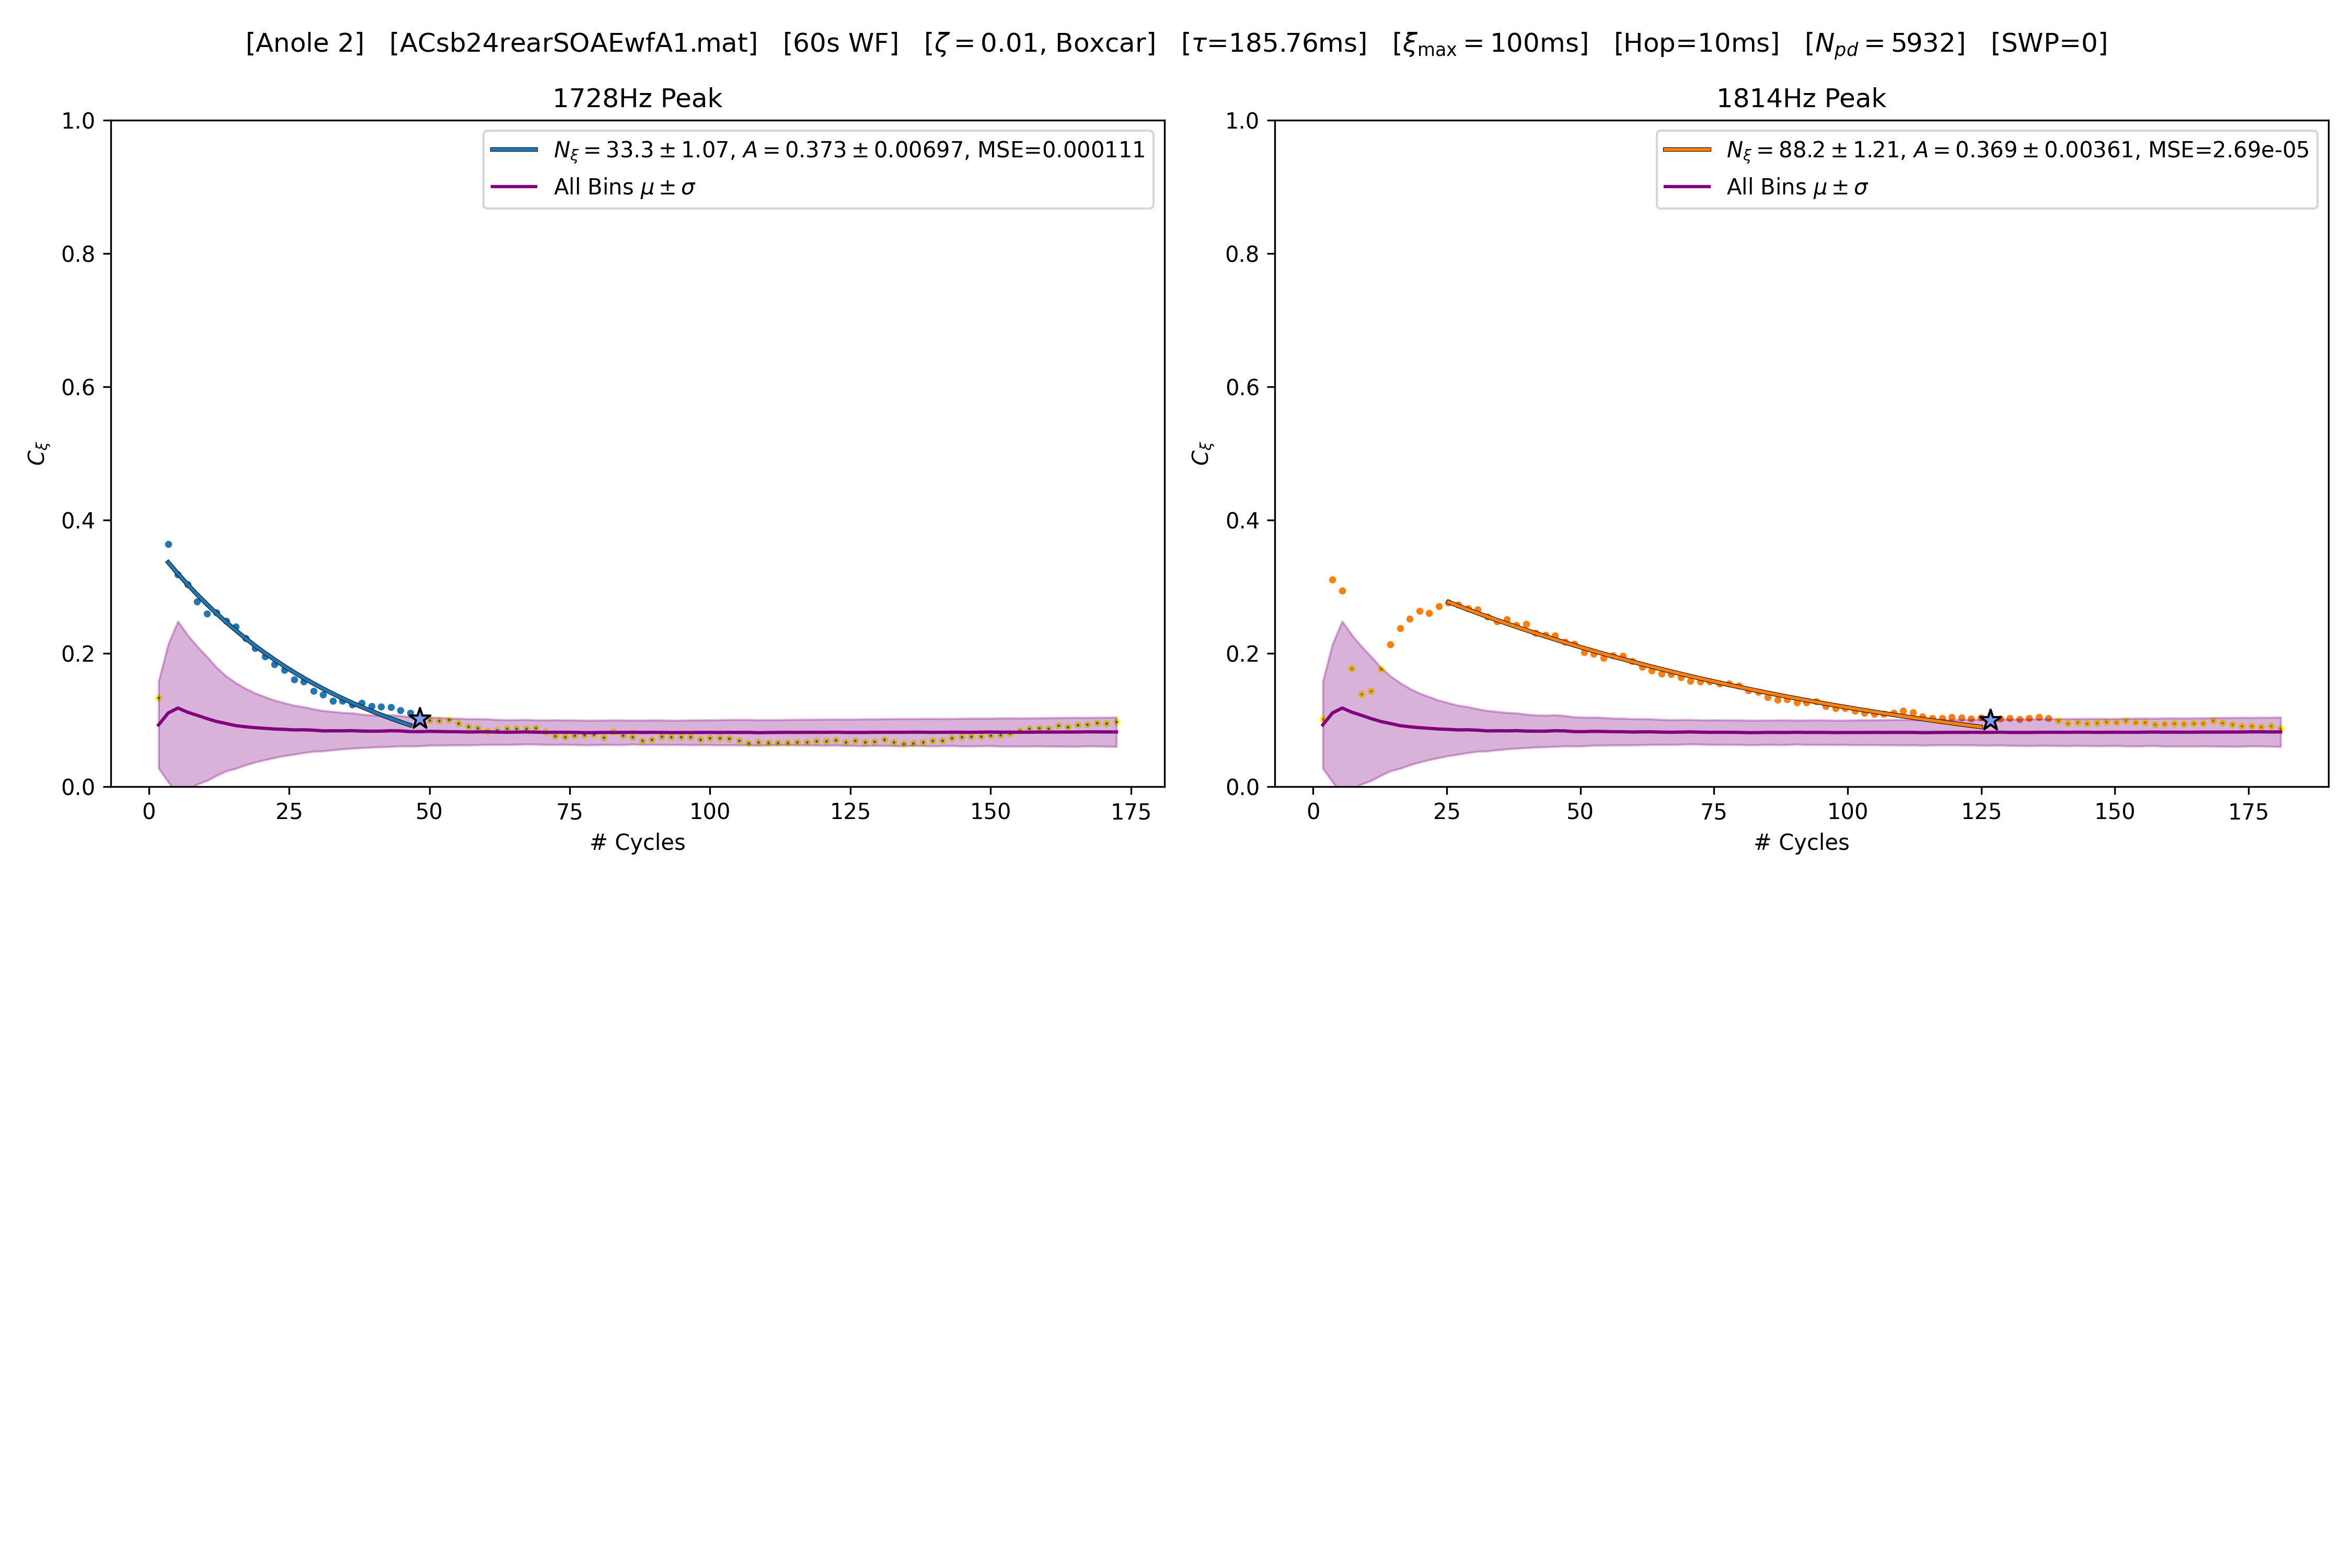 [Anole 2] [ACsb24rearSOAEwfA1.mat] [60s WF] [ζ = 0.01, Boxcar] [τ=185.76ms] [ξmax = 100ms] [Hop=10ms] [Npd = 5932] [SWP=0]
1728Hz Peak
Nξ = 33.3 ± 1.07, A = 0.373 ± 0.00697, MSE=0.000111
All Bins μ ± σ
1.0
0.8
0.6
0.4
0.2
0.0
Cξ
0 25 50 75 100 125 150 175
# Cycles
1814Hz Peak
Nξ = 88.2 ± 1.21, A = 0.369 ± 0.00361, MSE=2.69e-05
All Bins μ ± σ
1.0
0.8
0.6
0.4
0.2
0.0
Cξ
0 25 50 75 100 125 150 175
# Cycles